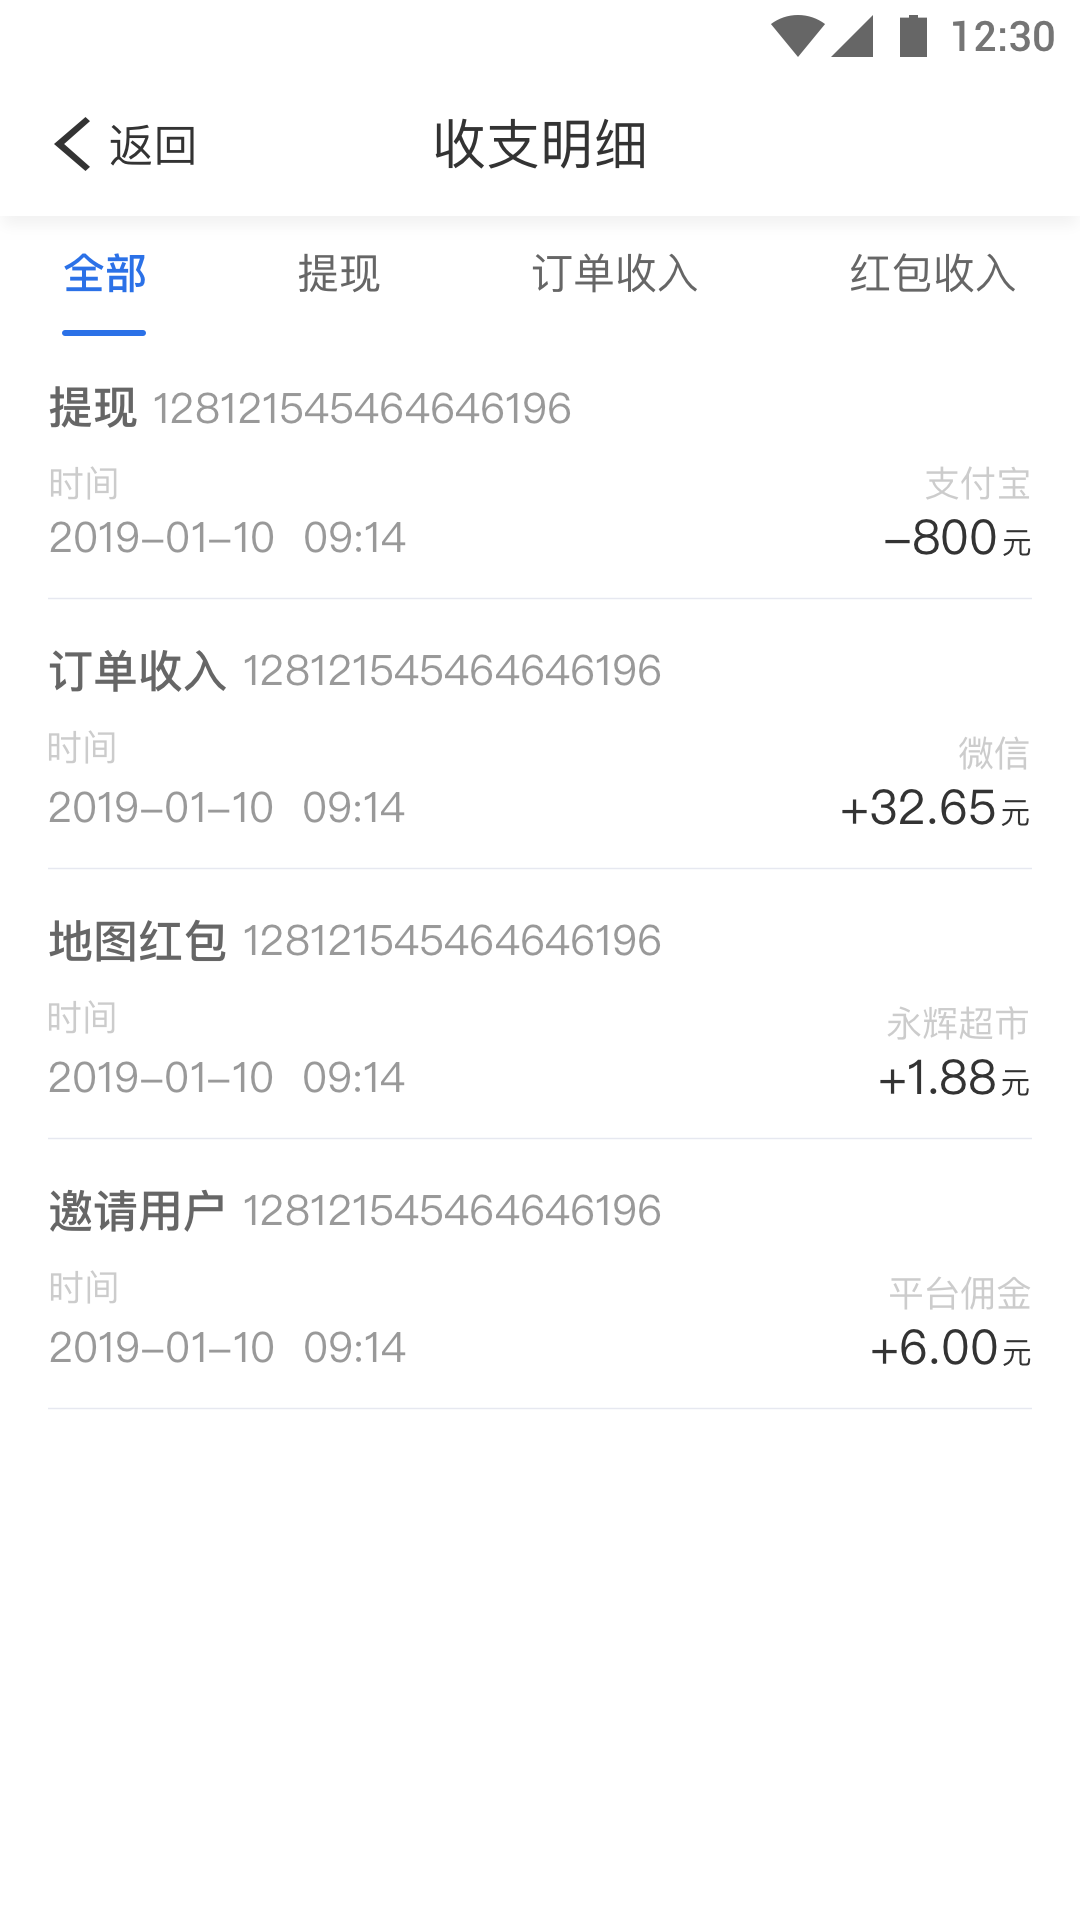 12:30
返回 收支明细
全部 提现 订单收入 红包收入
提现 128121545464646196
时间 支付宝
2019-01-10 09:14 -800元
订单收入 128121545464646196
时间 微信
2019-01-10 09:14 +32.65元
地图红包 128121545464646196
时间 永辉超市
2019-01-10 09:14 +1.88元
邀请用户 128121545464646196
时间 平台佣金
2019-01-10 09:14 +6.00元